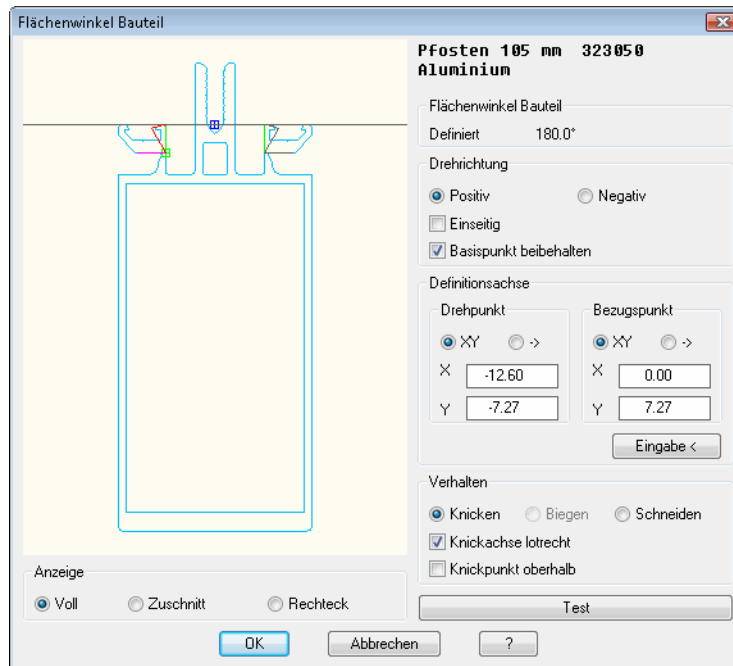 Flächenwinkel Bauteil
Pfosten 105 mm 323050
Aluminium
Flächenwinkel Bauteil
Definiert 180.0°
Drehrichtung
Positiv Negativ
Einseitig
Basispunkt beibehalten
Definitionsachse
Drehpunkt Bezugspunkt
XY -> XY ->
X -12.60 X 0.00
Y -7.27 Y 7.27
Eingabe <
Verhalten
Knicken Biegen Schneiden
Knickachse lotrecht
Knickpunkt oberhalb
Anzeige
Voll Zuschnitt Rechteck
Test
OK Abbrechen ?